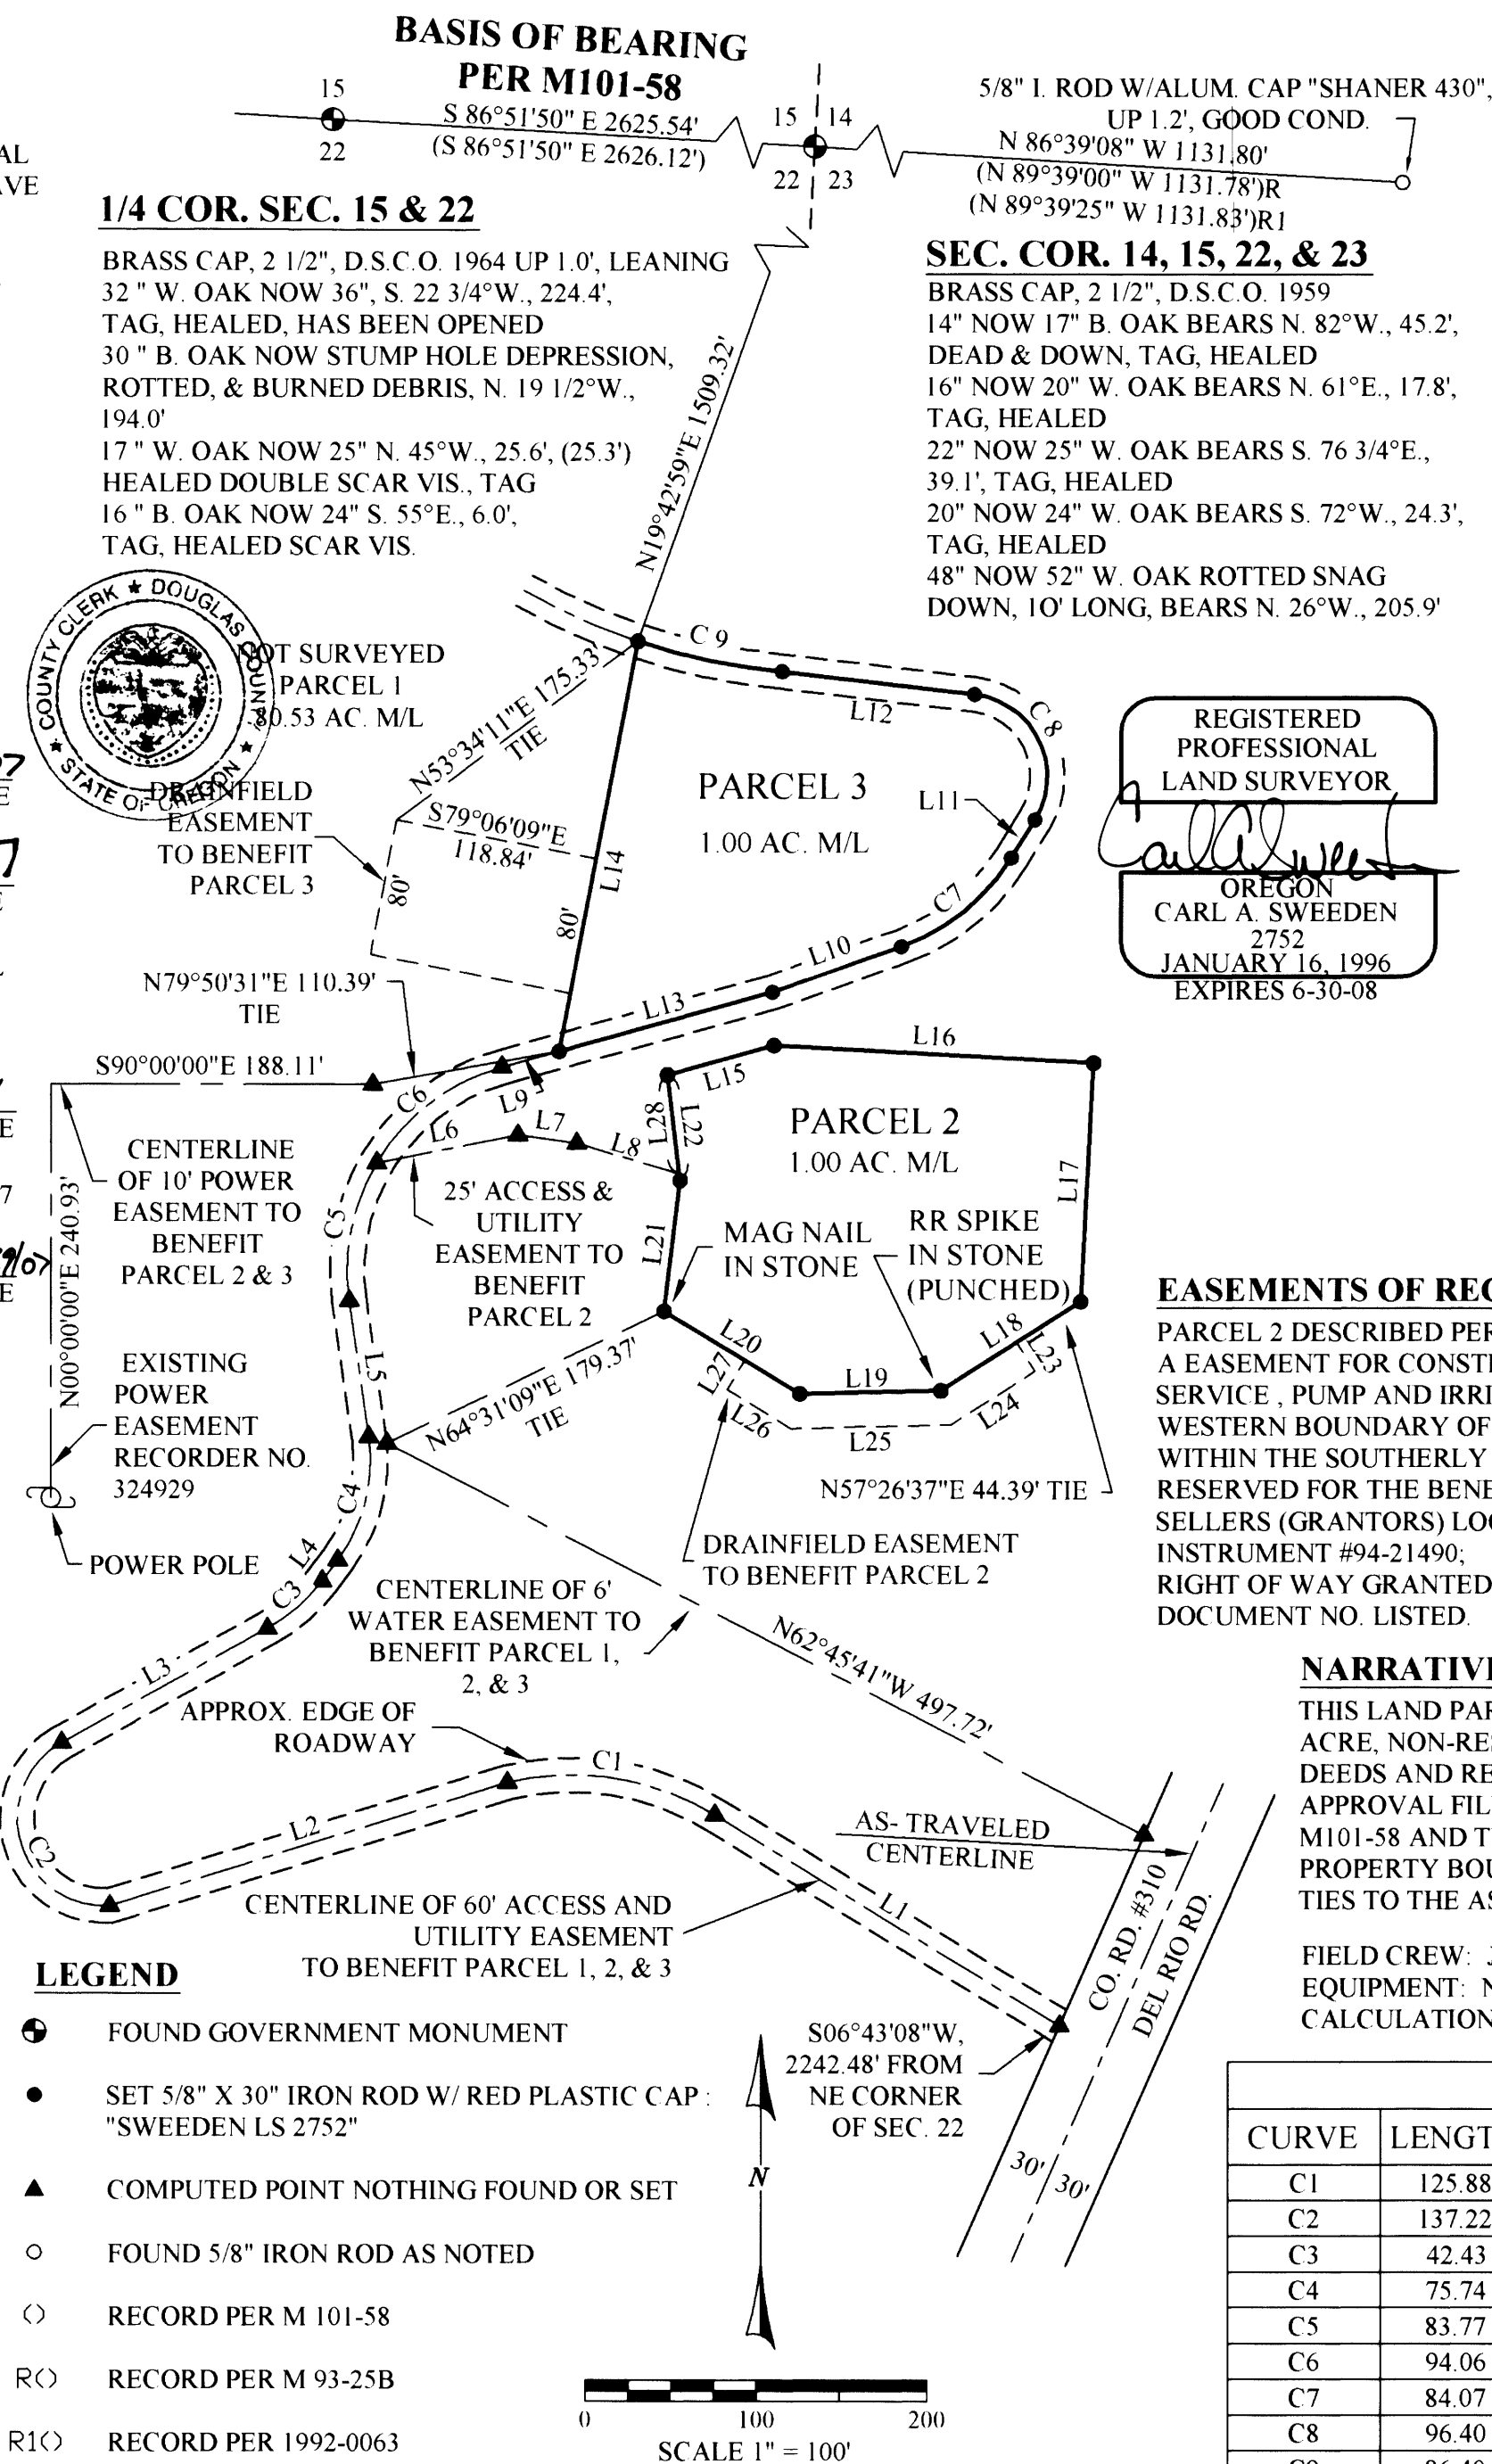 BASIS OF BEARING
PER M101-58
15
22
S 86°51'50" E 2625.54'
(S 86°51'50" E 2626.12')
15 14
22 23
5/8" I. ROD W/ALUM. CAP "SHANER 430",
UP 1.2', GOOD COND.
N 86°39'08" W 1131.80'
(N 89°39'00" W 1131.78')R
(N 89°39'25" W 1131.83')R1
1/4 COR. SEC. 15 & 22
BRASS CAP, 2 1/2", D.S.C.O. 1964 UP 1.0', LEANING
32 " W. OAK NOW 36", S. 22 3/4°W., 224.4',
TAG, HEALED, HAS BEEN OPENED
30 " B. OAK NOW STUMP HOLE DEPRESSION,
ROTTED, & BURNED DEBRIS, N. 19 1/2°W.,
194.0'
17 " W. OAK NOW 25" N. 45°W., 25.6', (25.3')
HEALED DOUBLE SCAR VIS., TAG
16 " B. OAK NOW 24" S. 55°E., 6.0',
TAG, HEALED SCAR VIS.
SEC. COR. 14, 15, 22, & 23
BRASS CAP, 2 1/2", D.S.C.O. 1959
14" NOW 17" B. OAK BEARS N. 82°W., 45.2',
DEAD & DOWN, TAG, HEALED
16" NOW 20" W. OAK BEARS N. 61°E., 17.8',
TAG, HEALED
22" NOW 25" W. OAK BEARS S. 76 3/4°E.,
39.1', TAG, HEALED
20" NOW 24" W. OAK BEARS S. 72°W., 24.3',
TAG, HEALED
48" NOW 52" W. OAK ROTTED SNAG
DOWN, 10' LONG, BEARS N. 26°W., 205.9'
N19°42'59"E 1509.32'
COUNTY CLERK ★ DOUGLAS COUNTY
★ STATE OF OREGON ★
NOT SURVEYED
PARCEL 1
80.53 AC. M/L
C 9
L12
C 8
N53°34'11"E 175.33'
TIE
S79°06'09"E
118.84'
DRAINFIELD
EASEMENT
TO BENEFIT
PARCEL 3
80'
80'
L14
PARCEL 3
1.00 AC. M/L
L11
C7
L10
L13
REGISTERED
PROFESSIONAL
LAND SURVEYOR
Carl A Sweeden
OREGON
CARL A. SWEEDEN
2752
JANUARY 16, 1996
EXPIRES 6-30-08
N79°50'31"E 110.39'
TIE
S90°00'00"E 188.11'
C6
L9
L6
L7
L8
L28
L22
L15
L16
PARCEL 2
1.00 AC. M/L
L17
CENTERLINE
OF 10' POWER
EASEMENT TO
BENEFIT
PARCEL 2 & 3
N00°00'00"E 240.93'
C5
25' ACCESS &
UTILITY
EASEMENT TO
BENEFIT
PARCEL 2
L21
MAG NAIL
IN STONE
RR SPIKE
IN STONE
(PUNCHED)
EXISTING
POWER
EASEMENT
RECORDER NO.
324929
L5
N64°31'09"E 179.37'
TIE
L20
L27
L26
L19
L25
L18
L23
L24
N57°26'37"E 44.39' TIE
DRAINFIELD EASEMENT
TO BENEFIT PARCEL 2
POWER POLE
C4
L4
C3
L3
CENTERLINE OF 6'
WATER EASEMENT TO
BENEFIT PARCEL 1,
2, & 3
N62°45'41"W 497.72'
EASEMENTS OF REC
PARCEL 2 DESCRIBED PER
A EASEMENT FOR CONST
SERVICE , PUMP AND IRRI
WESTERN BOUNDARY OF
WITHIN THE SOUTHERLY
RESERVED FOR THE BENE
SELLERS (GRANTORS) LO
INSTRUMENT #94-21490;
RIGHT OF WAY GRANTED
DOCUMENT NO. LISTED.
NARRATIVE
THIS LAND PAR
ACRE, NON-RES
DEEDS AND RE
APPROVAL FIL
M101-58 AND T
PROPERTY BOU
TIES TO THE AS
FIELD CREW: J
EQUIPMENT: N
CALCULATION
APPROX. EDGE OF
ROADWAY
C1
L2
C2
AS- TRAVELED
CENTERLINE
L1
CENTERLINE OF 60' ACCESS AND
UTILITY EASEMENT
TO BENEFIT PARCEL 1, 2, & 3
CO. RD. #310
DEL RIO RD.
S06°43'08"W,
2242.48' FROM
NE CORNER
OF SEC. 22
30' 30'
LEGEND
FOUND GOVERNMENT MONUMENT
SET 5/8" X 30" IRON ROD W/ RED PLASTIC CAP :
"SWEEDEN LS 2752"
COMPUTED POINT NOTHING FOUND OR SET
FOUND 5/8" IRON ROD AS NOTED
() RECORD PER M 101-58
R() RECORD PER M 93-25B
R1() RECORD PER 1992-0063
N
0 100 200
SCALE 1" = 100'
CURVE LENGT
C1 125.88
C2 137.22
C3 42.43
C4 75.74
C5 83.77
C6 94.06
C7 84.07
C8 96.40